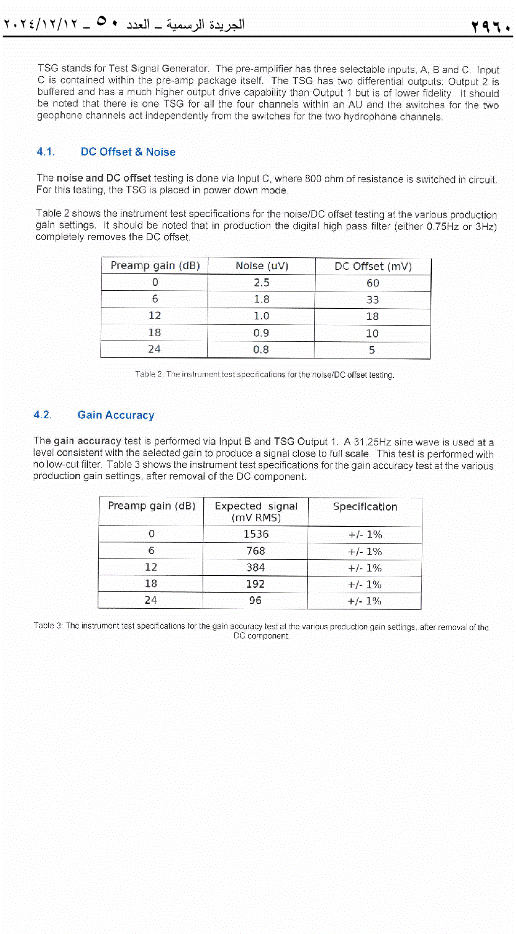 ٢٩٦٠ الجريدة الرسمية – العدد ٥٠ – ٢٠٢٤/١٢/١٢
TSG stands for Test Signal Generator. The pre-amplifier has three selectable inputs, A, B and C. Input
C is contained within the pre-amp package itself. The TSG has two differential outputs: Output 2 is
buffered and has a much higher output drive capability than Output 1 but is of lower fidelity. It should
be noted that there is one TSG for all the four channels within an AU and the switches for the two
geophone channels act independently from the switches for the two hydrophone channels.
4.1. DC Offset & Noise
The noise and DC offset testing is done via Input C, where 800 ohm of resistance is switched in circuit.
For this testing, the TSG is placed in power down mode.
Table 2 shows the instrument test specifications for the noise/DC offset testing at the various production
gain settings. It should be noted that in production the digital high pass filter (either 0.75Hz or 3Hz)
completely removes the DC offset.
Preamp gain (dB) Noise (uV) DC Offset (mV)
0 2.5 60
6 1.8 33
12 1.0 18
18 0.9 10
24 0.8 5
Table 2: The instrument test specifications for the noise/DC offset testing.
4.2. Gain Accuracy
The gain accuracy test is performed via Input B and TSG Output 1. A 31.25Hz sine wave is used at a
level consistent with the selected gain to produce a signal close to full scale. This test is performed with
no low-cut filter. Table 3 shows the instrument test specifications for the gain accuracy test at the various
production gain settings, after removal of the DC component.
Preamp gain (dB) Expected signal Specification
(mV RMS)
0 1536 +/- 1%
6 768 +/- 1%
12 384 +/- 1%
18 192 +/- 1%
24 96 +/- 1%
Table 3: The instrument test specifications for the gain accuracy test at the various production gain settings, after removal of the
DC component.